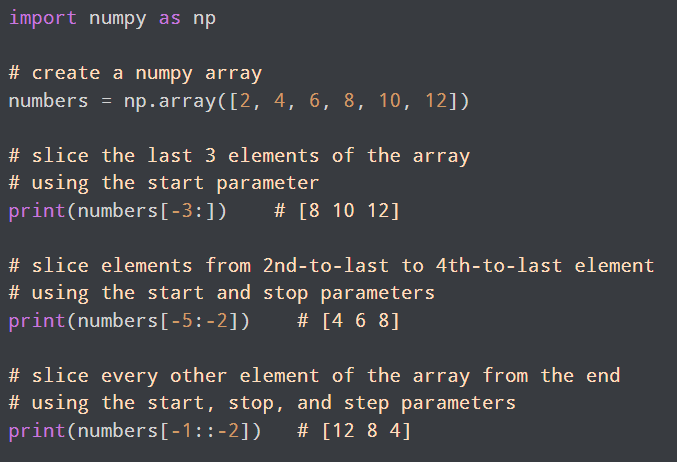 import numpy as np
# create a numpy array
numbers = np.array([2, 4, 6, 8, 10, 12])
# slice the last 3 elements of the array
# using the start parameter
print(numbers[-3:])    # [8 10 12]
# slice elements from 2nd-to-last to 4th-to-last element
# using the start and stop parameters
print(numbers[-5:-2])    # [4 6 8]
# slice every other element of the array from the end
# using the start, stop, and step parameters
print(numbers[-1::-2])   # [12 8 4]